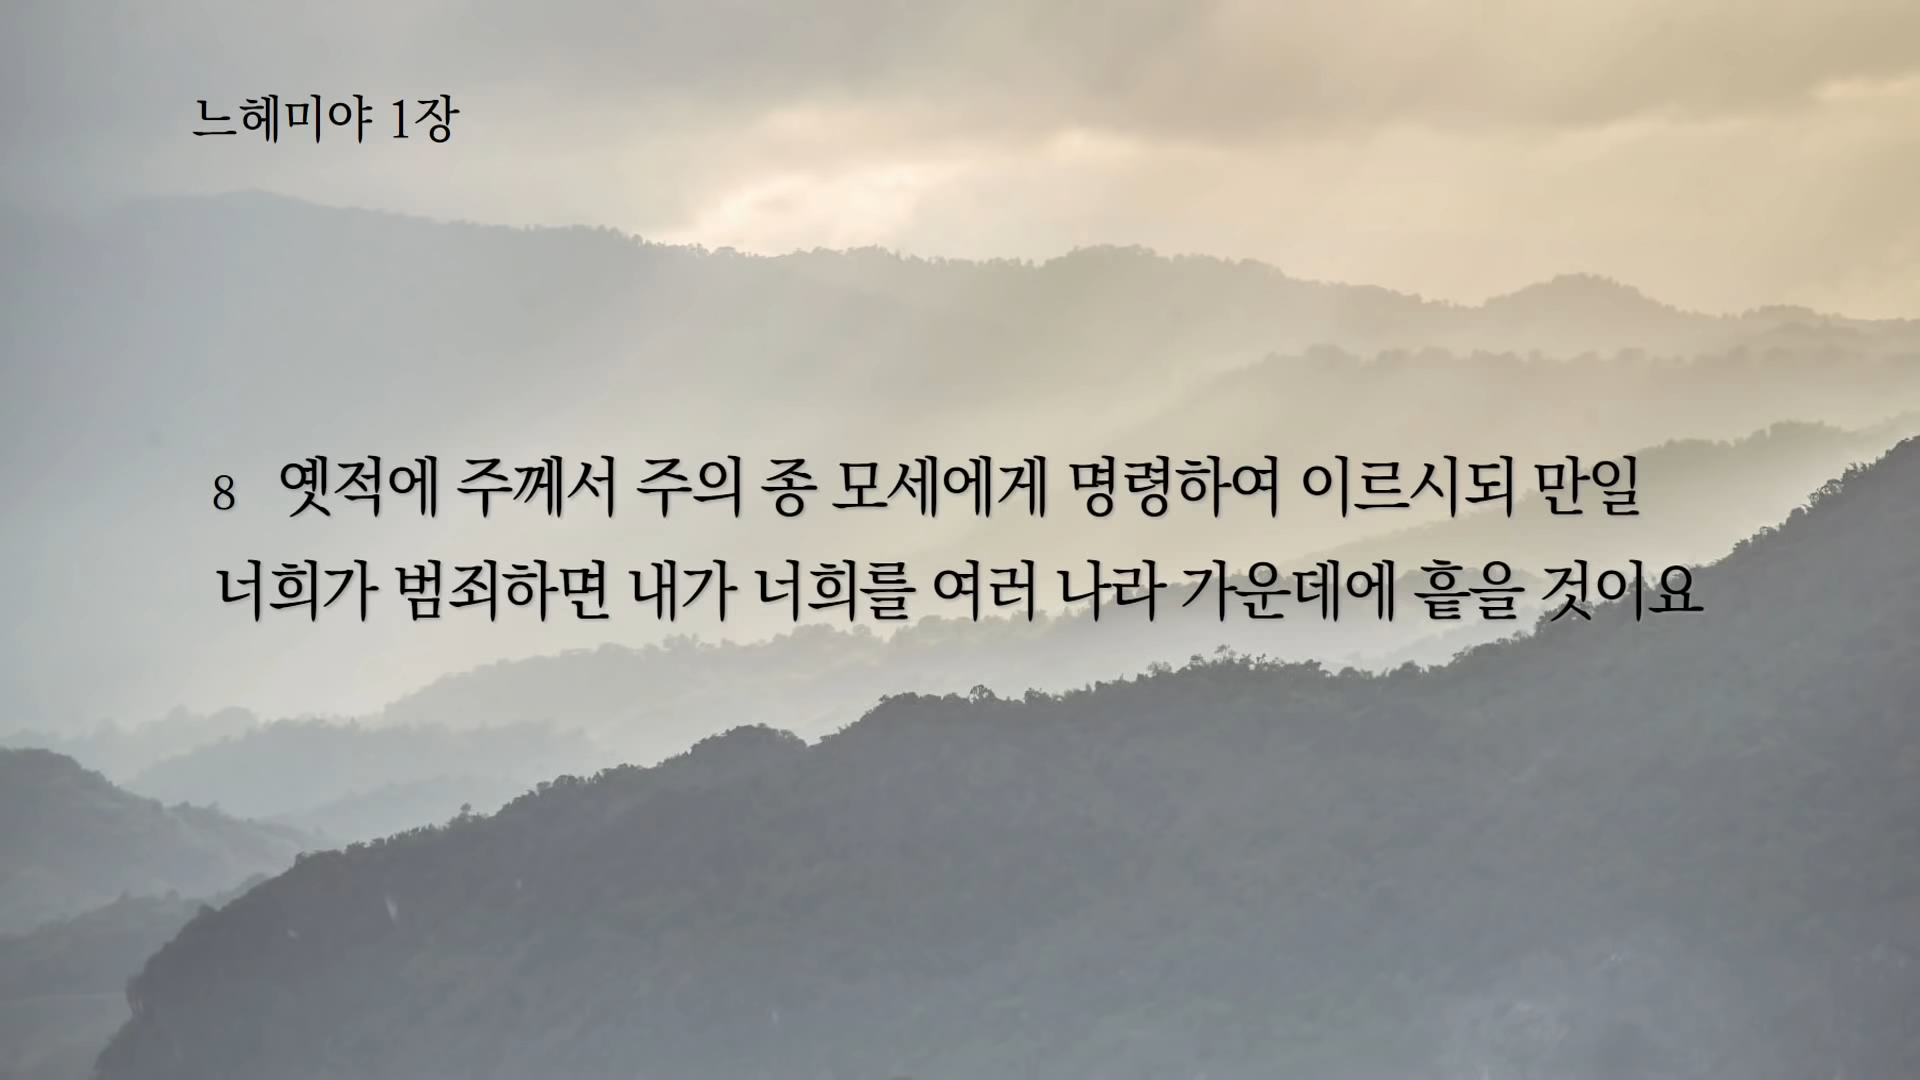 느헤미야 1장
8 옛적에 주께서 주의 종 모세에게 명령하여 이르시되 만일
너희가 범죄하면 내가 너희를 여러 나라 가운데에 흩을 것이요